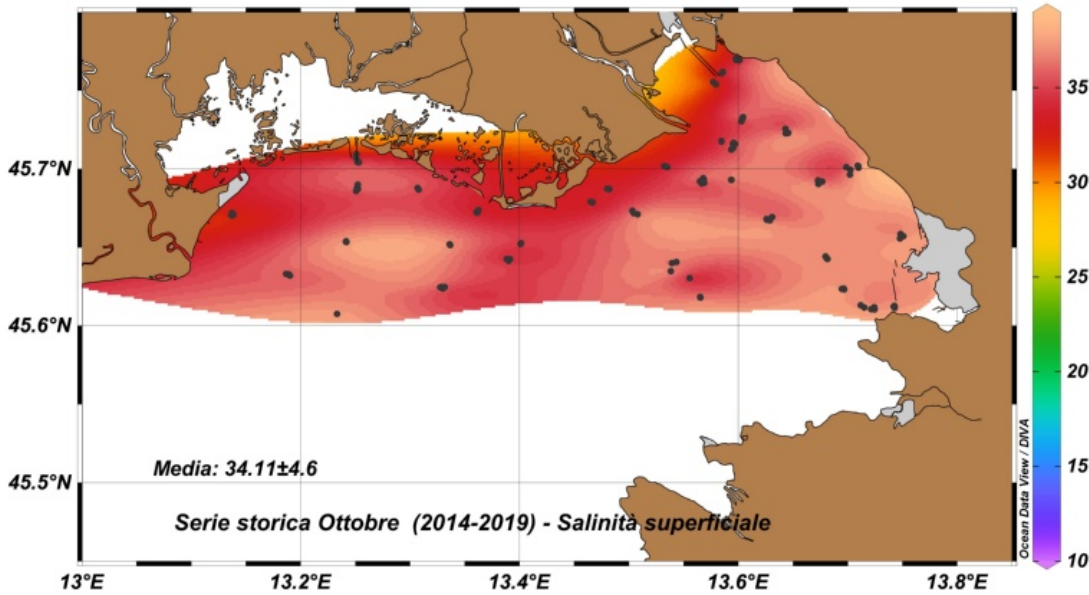 45.7°N
45.6°N
45.5°N
Media: 34.11±4.6
Serie storica Ottobre (2014-2019) - Salinità superficiale
13°E 13.2°E 13.4°E 13.6°E 13.8°E
35
30
25
20
15
10
Ocean Data View / DIVA